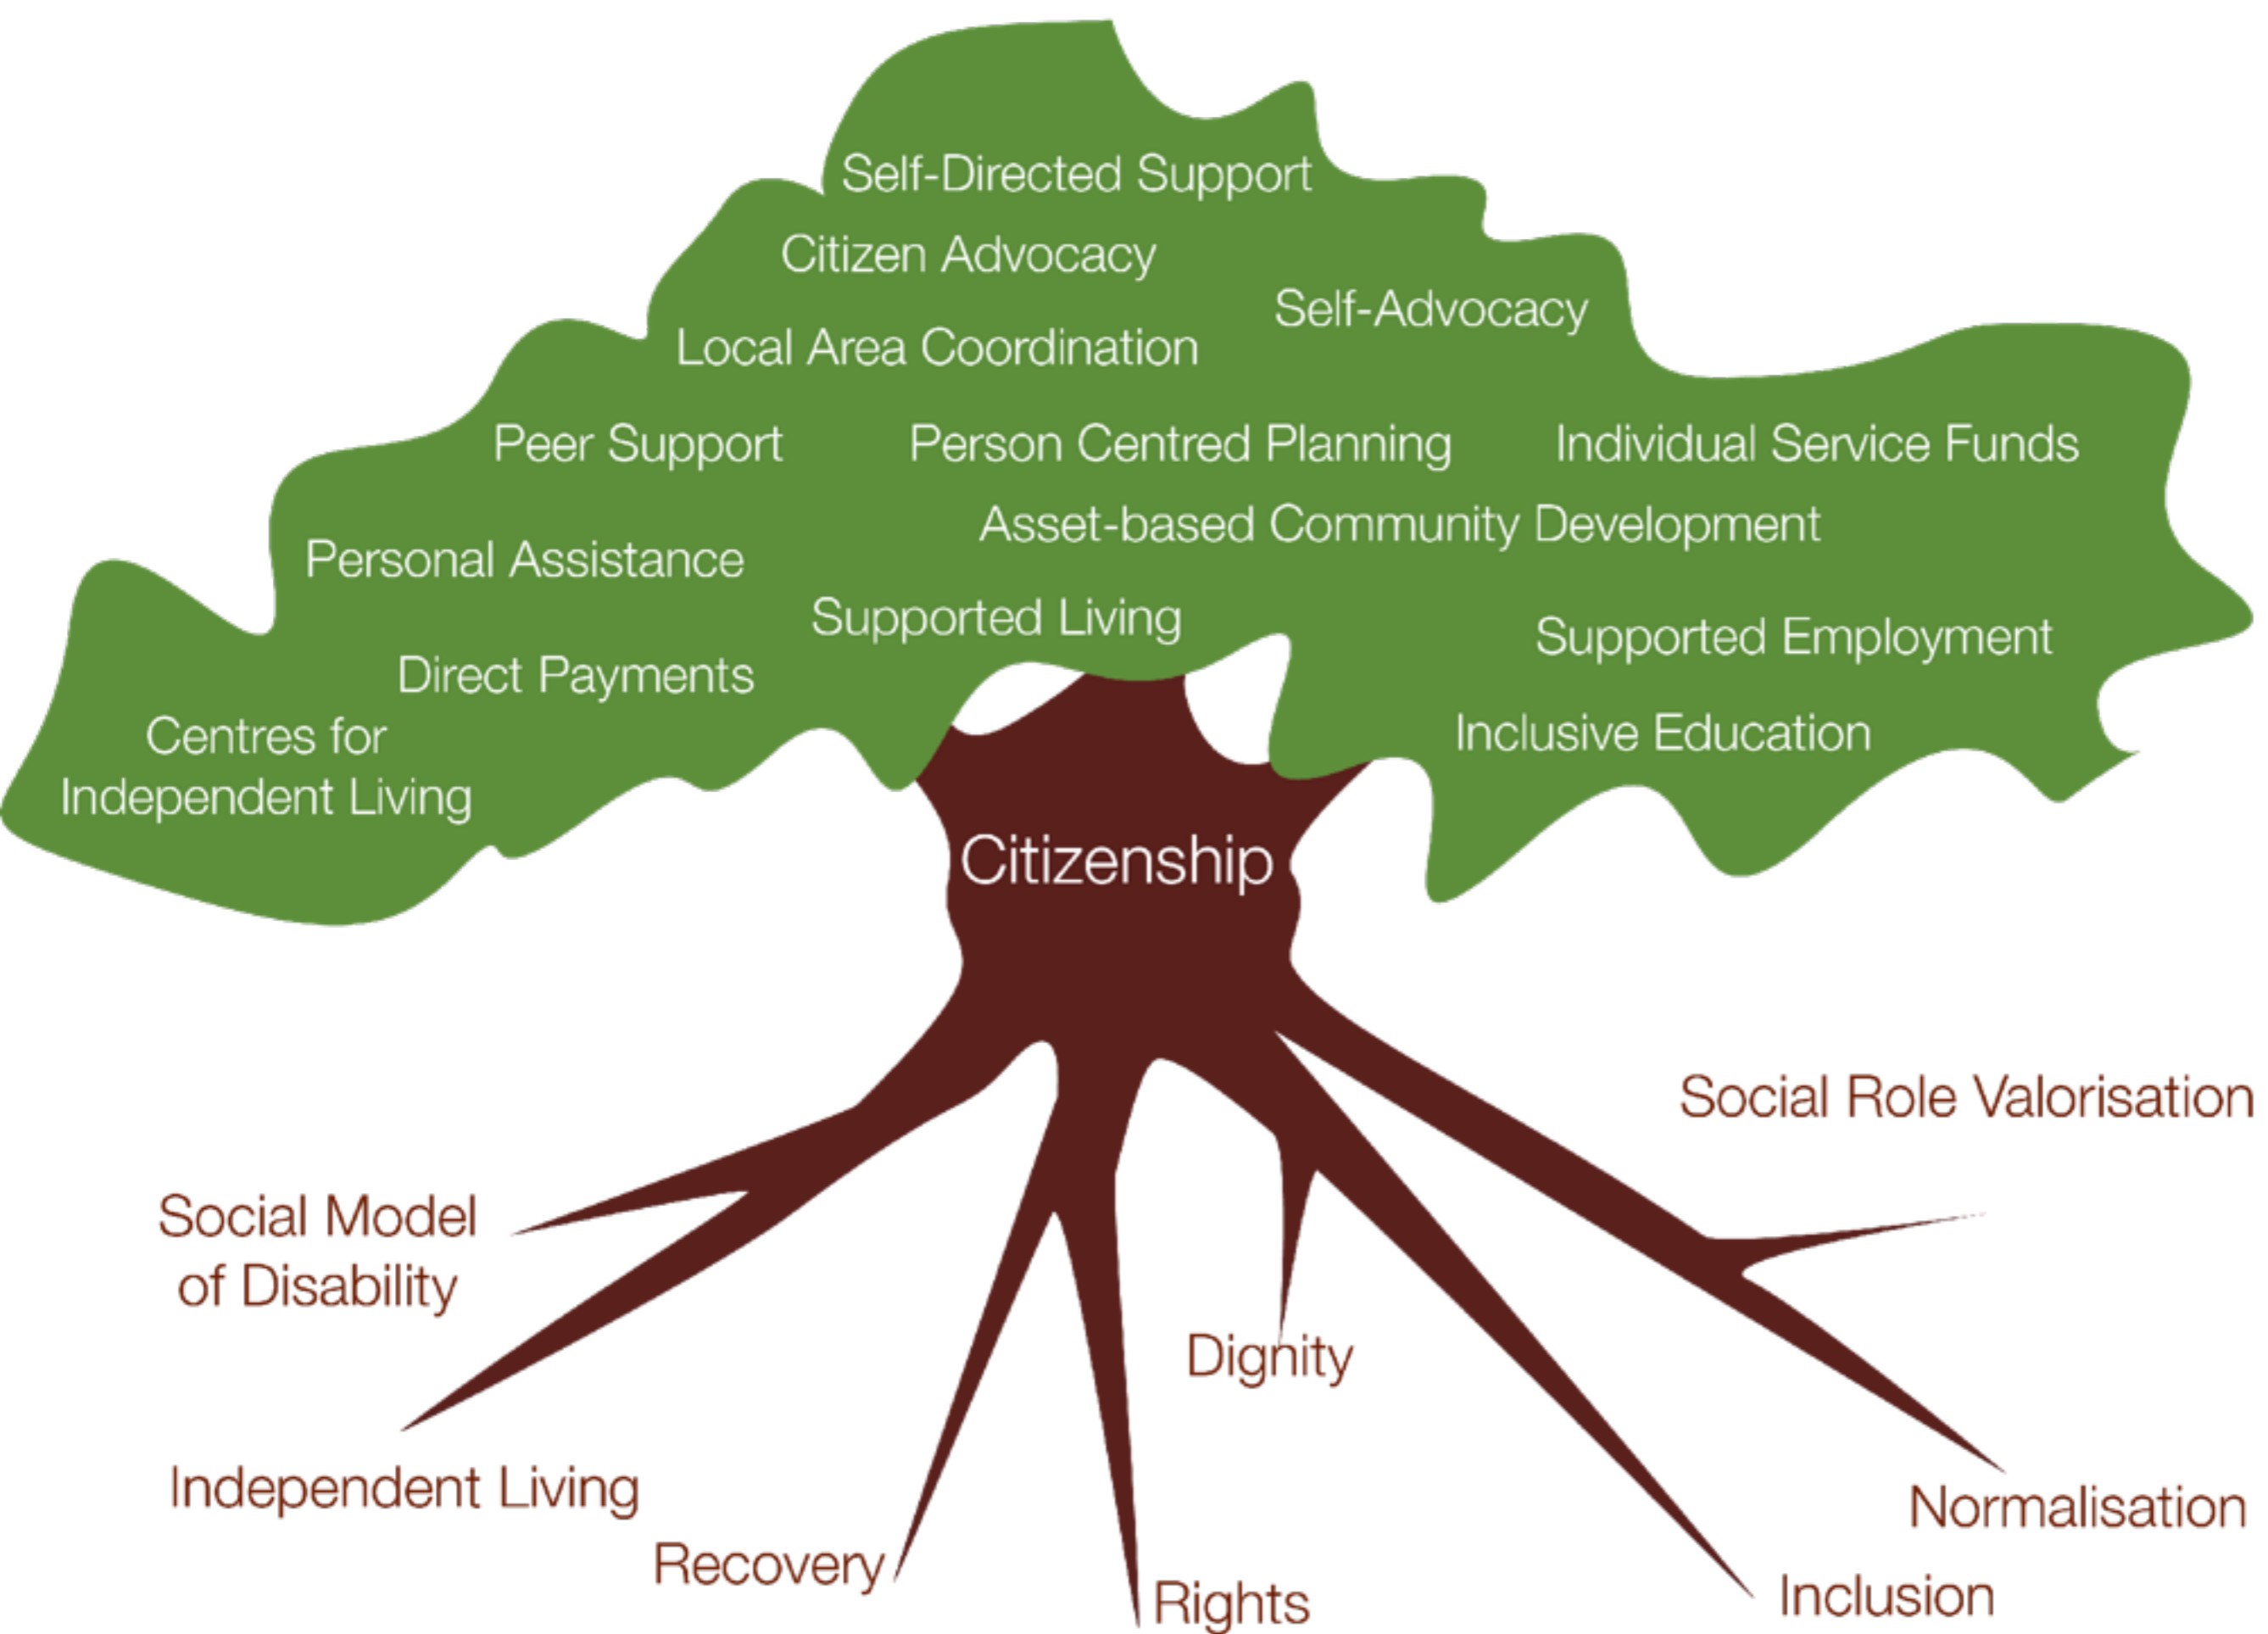 Self-Directed Support
Citizen Advocacy
Self-Advocacy
Local Area Coordination
Peer Support
Person Centred Planning
Individual Service Funds
Asset-based Community Development
Personal Assistance
Supported Living
Supported Employment
Direct Payments
Inclusive Education
Centres for
Independent Living
Citizenship
Social Role Valorisation
Social Model
of Disability
Dignity
Independent Living
Normalisation
Recovery
Rights
Inclusion